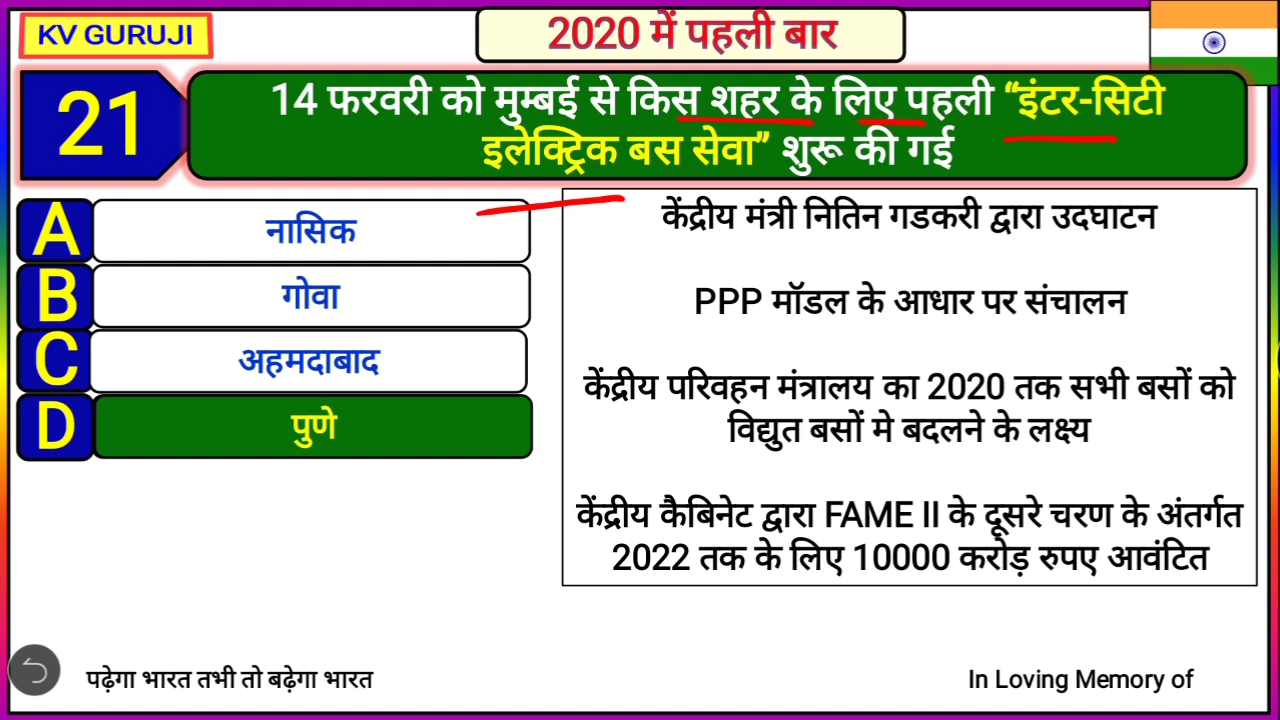 KV GURUJI
2020 में पहली बार
21
14 फरवरी को मुम्बई से किस शहर के लिए पहली “इंटर-सिटी
इलेक्ट्रिक बस सेवा” शुरू की गई
A
नासिक
B
गोवा
C
अहमदाबाद
D
पुणे
केंद्रीय मंत्री नितिन गडकरी द्वारा उदघाटन
PPP मॉडल के आधार पर संचालन
केंद्रीय परिवहन मंत्रालय का 2020 तक सभी बसों को
विद्युत बसों मे बदलने के लक्ष्य
केंद्रीय कैबिनेट द्वारा FAME II के दूसरे चरण के अंतर्गत
2022 तक के लिए 10000 करोड़ रुपए आवंटित
पढ़ेगा भारत तभी तो बढ़ेगा भारत
In Loving Memory of